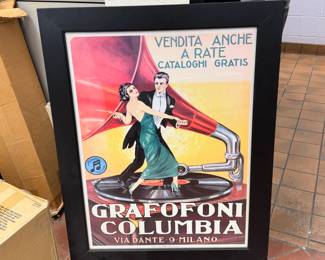 VENDITA ANCHE
A RATE
CATALOGHI GRATIS
GRAFOFONI
COLUMBIA
VIA DANTE · 9 MILANO